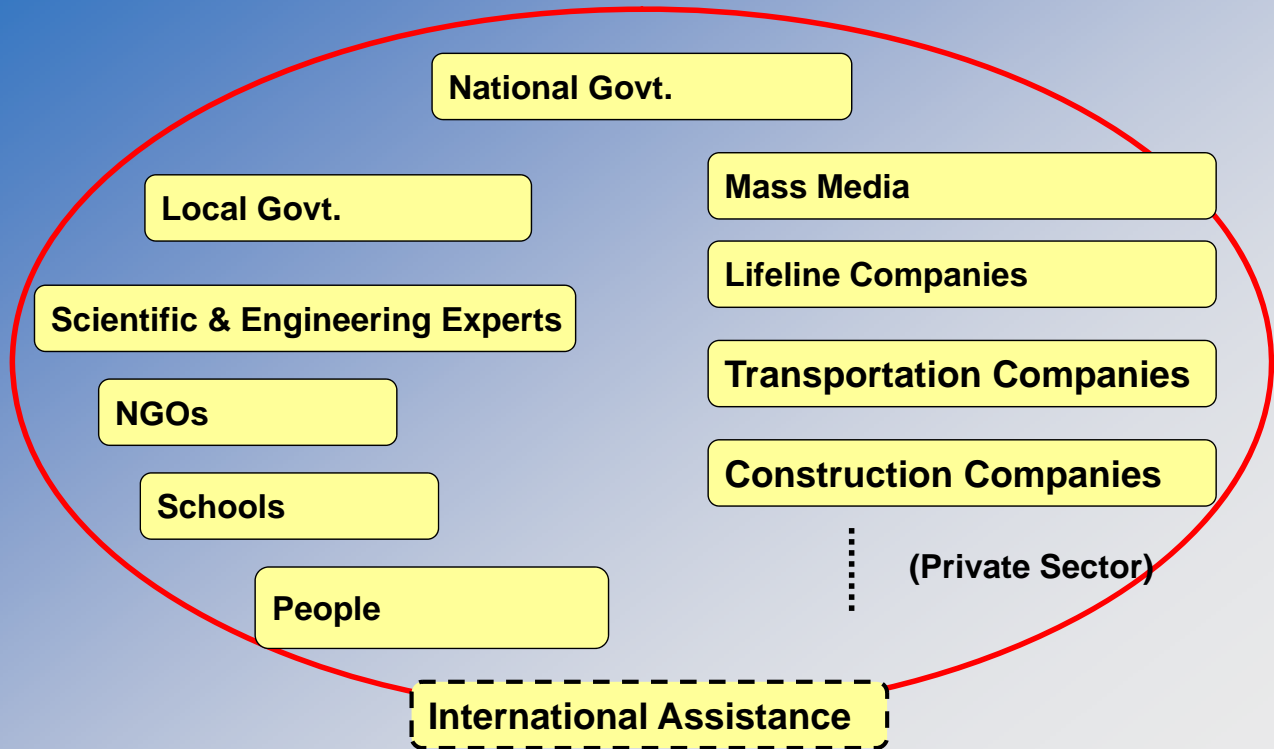 National Govt.
Local Govt.
Scientific & Engineering Experts
NGOs
Schools
People
Mass Media
Lifeline Companies
Transportation Companies
Construction Companies
(Private Sector)
International Assistance